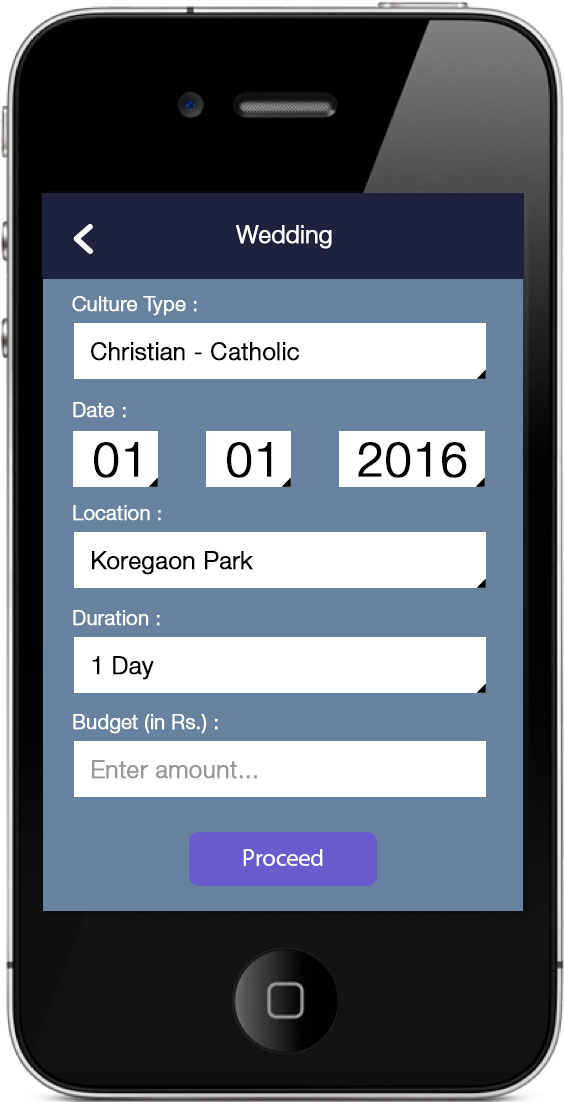 Wedding
Culture Type :
Christian - Catholic
Date :
01 01 2016
Location :
Koregaon Park
Duration :
1 Day
Budget (in Rs.) :
Enter amount...
Proceed